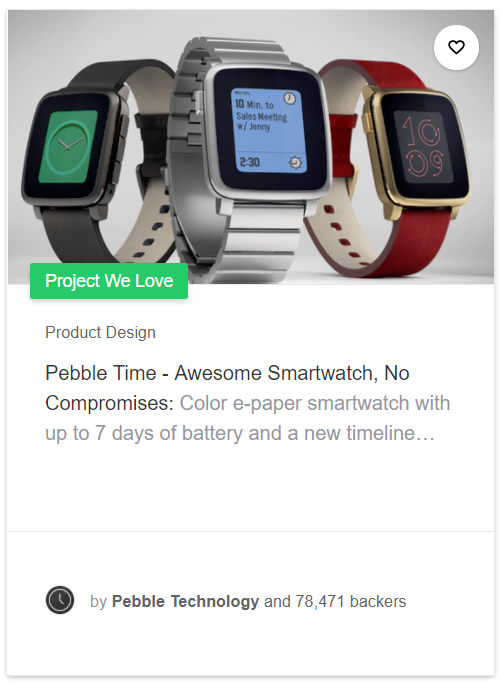 MEETING
10 Min. to
Sales Meeting
w/ Jenny
2:30
10
09
Project We Love
Product Design
Pebble Time - Awesome Smartwatch, No
Compromises: Color e-paper smartwatch with
up to 7 days of battery and a new timeline…
by Pebble Technology and 78,471 backers